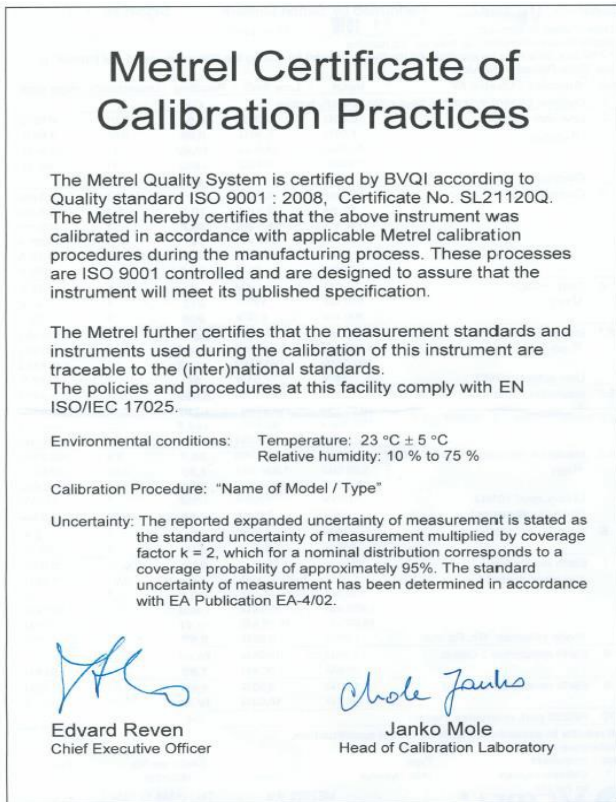 Metrel Certificate of
Calibration Practices
The Metrel Quality System is certified by BVQI according to
Quality standard ISO 9001 : 2008, Certificate No. SL21120Q.
The Metrel hereby certifies that the above instrument was
calibrated in accordance with applicable Metrel calibration
procedures during the manufacturing process. These processes
are ISO 9001 controlled and are designed to assure that the
instrument will meet its published specification.
The Metrel further certifies that the measurement standards and
instruments used during the calibration of this instrument are
traceable to the (inter)national standards.
The policies and procedures at this facility comply with EN
ISO/IEC 17025.
Environmental conditions: Temperature: 23 °C ± 5 °C
Relative humidity: 10 % to 75 %
Calibration Procedure: “Name of Model / Type”
Uncertainty: The reported expanded uncertainty of measurement is stated as
the standard uncertainty of measurement multiplied by coverage
factor k = 2, which for a nominal distribution corresponds to a
coverage probability of approximately 95%. The standard
uncertainty of measurement has been determined in accordance
with EA Publication EA-4/02.
Edvard Reven Janko Mole
Chief Executive Officer Head of Calibration Laboratory